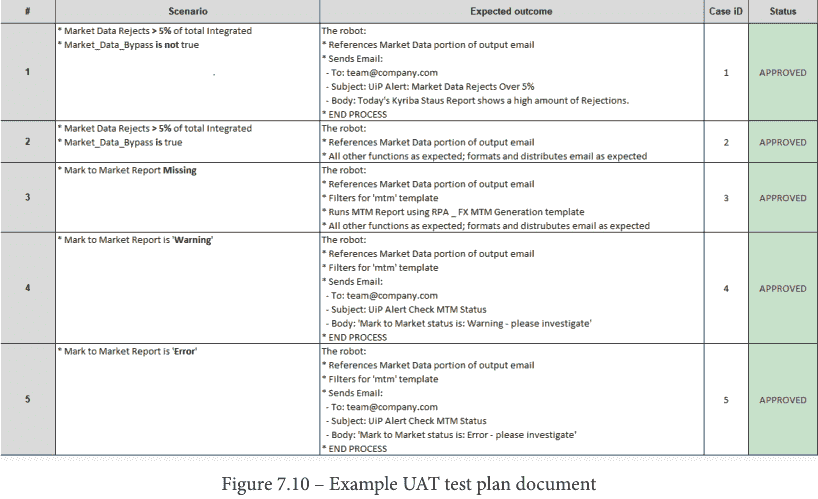 # Scenario Expected outcome Case iD Status
1
* Market Data Rejects > 5% of total Integrated
* Market_Data_Bypass is not true
The robot:
* References Market Data portion of output email
* Sends Email:
- To: team@company.com
- Subject: UiP Alert: Market Data Rejects Over 5%
- Body: Today's Kyriba Staus Report shows a high amount of Rejections.
* END PROCESS
1
APPROVED
2
* Market Data Rejects > 5% of total Integrated
* Market_Data_Bypass is true
The robot:
* References Market Data portion of output email
* All other functions as expected; formats and distributes email as expected
2
APPROVED
3
* Mark to Market Report Missing
The robot:
* References Market Data portion of output email
* Filters for 'mtm' template
* Runs MTM Report using RPA _ FX MTM Generation template
* All other functions as expected; formats and distrubutes email as expected
3
APPROVED
4
* Mark to Market Report is 'Warning'
The robot:
* References Market Data portion of output email
* Filters for 'mtm' template
* Sends Email:
- To: team@company.com
- Subject: UiP Alert Check MTM Status
- Body: 'Mark to Market status is: Warning - please investigate'
* END PROCESS
4
APPROVED
5
* Mark to Market Report is 'Error'
The robot:
* References Market Data portion of output email
* Filters for 'mtm' template
* Sends Email:
- To: team@company.com
- Subject: UiP Alert Check MTM Status
- Body: 'Mark to Market status is: Error - please investigate'
* END PROCESS
5
APPROVED
Figure 7.10 – Example UAT test plan document